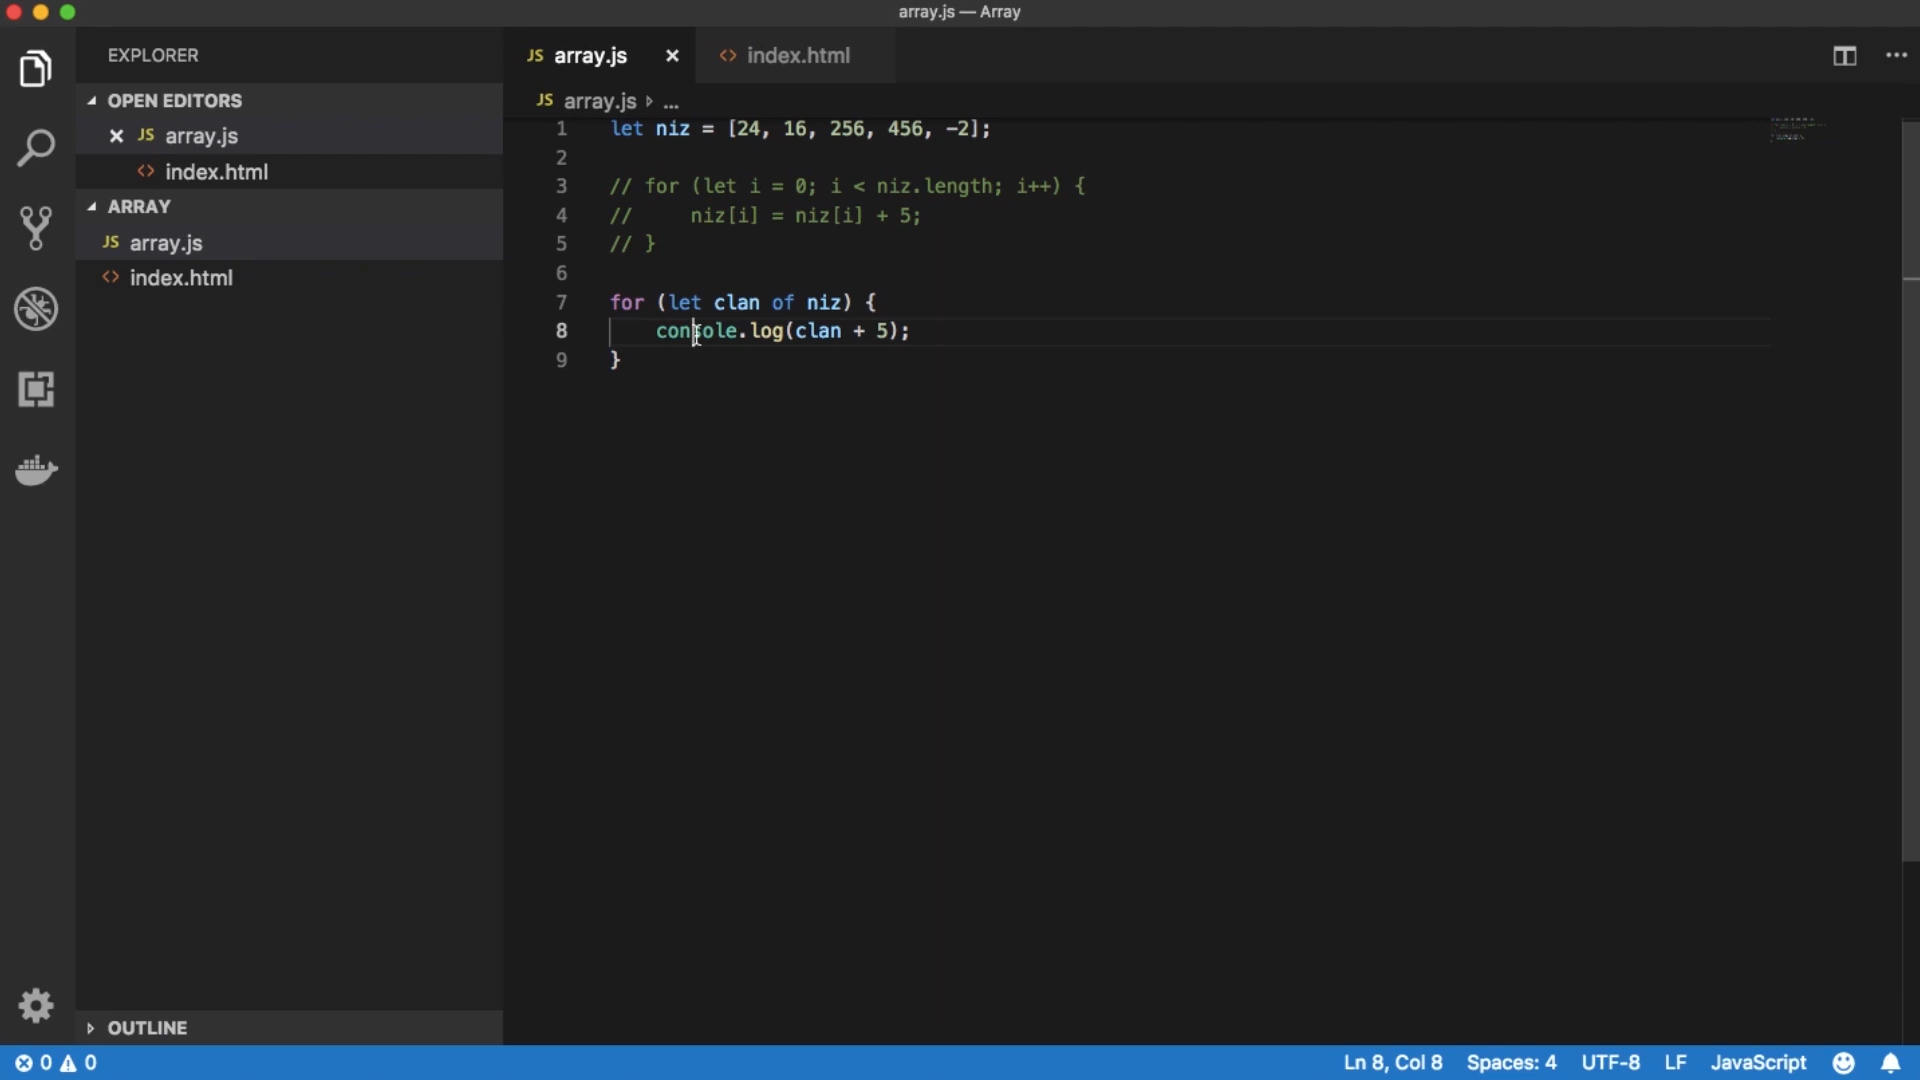 array.js — Array
EXPLORER
OPEN EDITORS
JS array.js
<> index.html
ARRAY
JS array.js
<> index.html
OUTLINE
JS array.js
<> index.html
JS array.js ...
1 let niz = [24, 16, 256, 456, -2];
2
3 // for (let i = 0; i < niz.length; i++) {
4 //     niz[i] = niz[i] + 5;
5 // }
6
7 for (let clan of niz) {
8     console.log(clan + 5);
9 }
0 0
Ln 8, Col 8 Spaces: 4 UTF-8 LF JavaScript